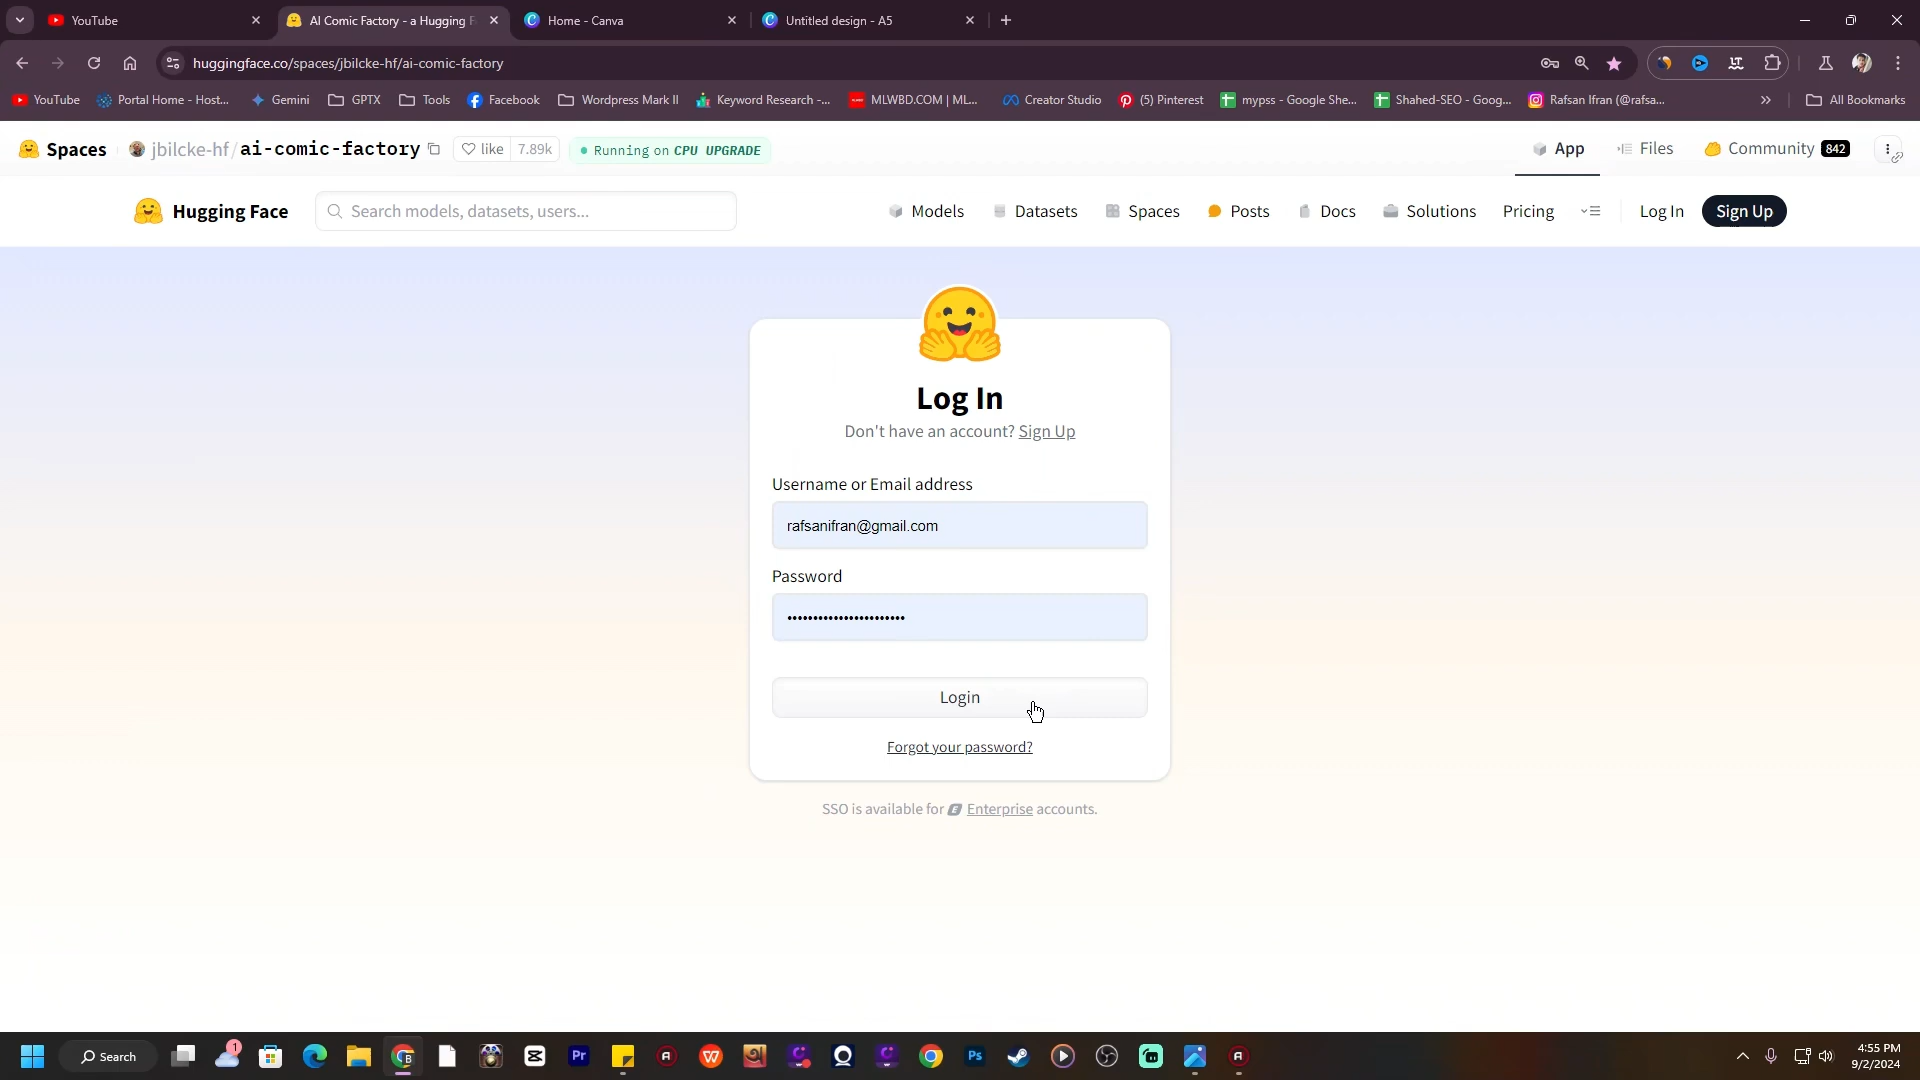 YouTube
AI Comic Factory - a Hugging F
Home - Canva
Untitled design - A5
huggingface.co/spaces/jbilcke-hf/ai-comic-factory
YouTube
Portal Home - Host...
Gemini
GPTX
Tools
Facebook
Wordpress Mark II
Keyword Research -...
MLWBD.COM | ML...
Creator Studio
(5) Pinterest
mypss - Google She...
Shahed-SEO - Goog...
Rafsan Ifran (@rafsa...
All Bookmarks
Spaces
jbilcke-hf/ai-comic-factory
like 7.89k
Running on CPU UPGRADE
App
Files
Community 842
Hugging Face
Search models, datasets, users...
Models
Datasets
Spaces
Posts
Docs
Solutions
Pricing
Log In
Sign Up
Log In
Don't have an account? Sign Up
Username or Email address
rafsanifran@gmail.com
Password
Login
Forgot your password?
SSO is available for E Enterprise accounts.
Search
1
Pr
Ps
4:55 PM
9/2/2024